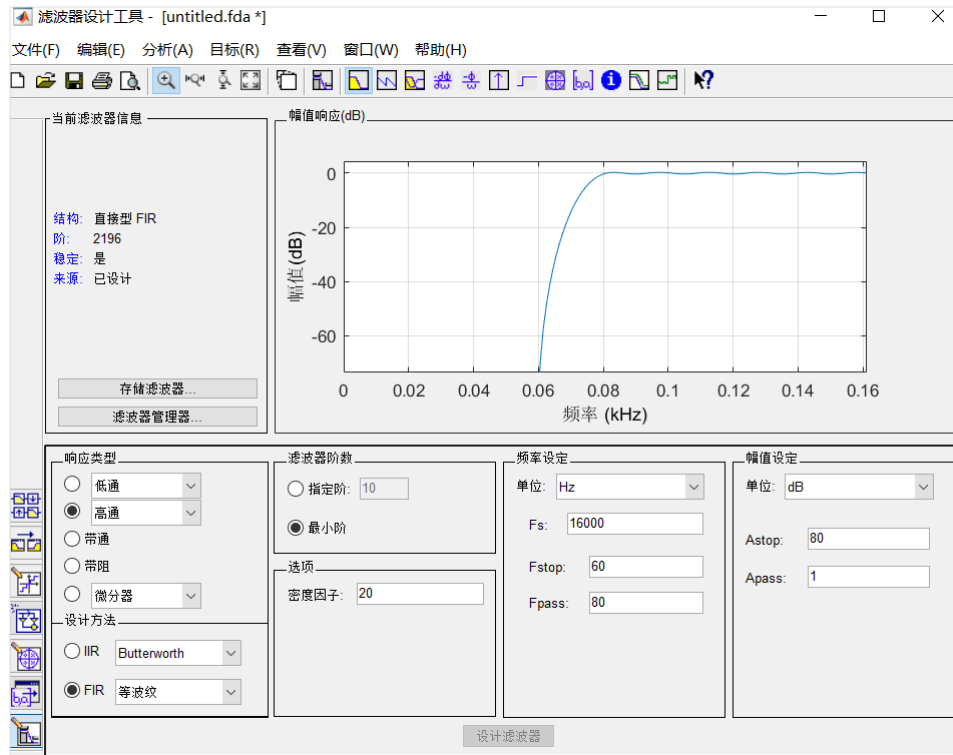 滤波器设计工具 - [untitled.fda *]
文件(F) 编辑(E) 分析(A) 目标(R) 查看(V) 窗口(W) 帮助(H)
当前滤波器信息
结构: 直接型 FIR
阶: 2196
稳定: 是
来源: 已设计
存储滤波器...
滤波器管理器...
幅值响应(dB)
幅值(dB)
0
-20
-40
-60
0 0.02 0.04 0.06 0.08 0.1 0.12 0.14 0.16
频率 (kHz)
响应类型
低通
高通
带通
带阻
微分器
设计方法
IIR Butterworth
FIR 等波纹
滤波器阶数
指定阶: 10
最小阶
选项
密度因子: 20
频率设定
单位: Hz
Fs: 16000
Fstop: 60
Fpass: 80
幅值设定
单位: dB
Astop: 80
Apass: 1
设计滤波器